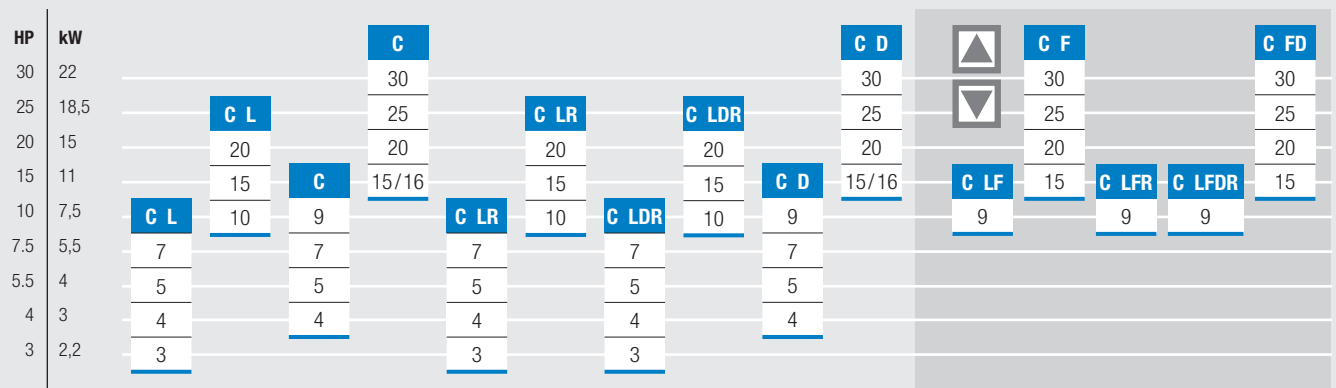 HP kW C C D C F C FD
30 22 30 30 30 30
25 18,5 C L 25 C LR C LDR 25 25 25
20 15 20 20 20 20 20 20 20
15 11 15 C 15/16 15 15 C D 15/16 C LF 15 C LFR C LFDR 15
10 7,5 C L 10 9 C LR 10 C LDR 10 9 9 9 9
7.5 5,5 7 7 7 7 7
5.5 4 5 5 5 5 5
4 3 4 4 4 4 4
3 2,2 3 3 3